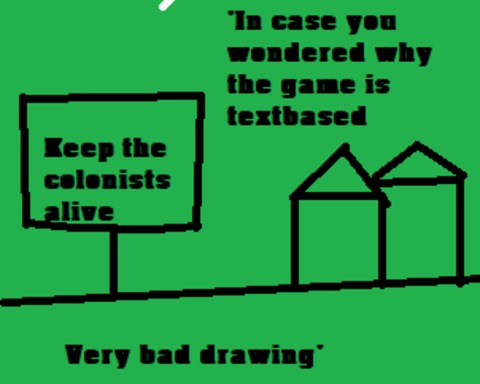 "In case you
wondered why
the game is
textbased
Keep the
colonists
alive
Very bad drawing"